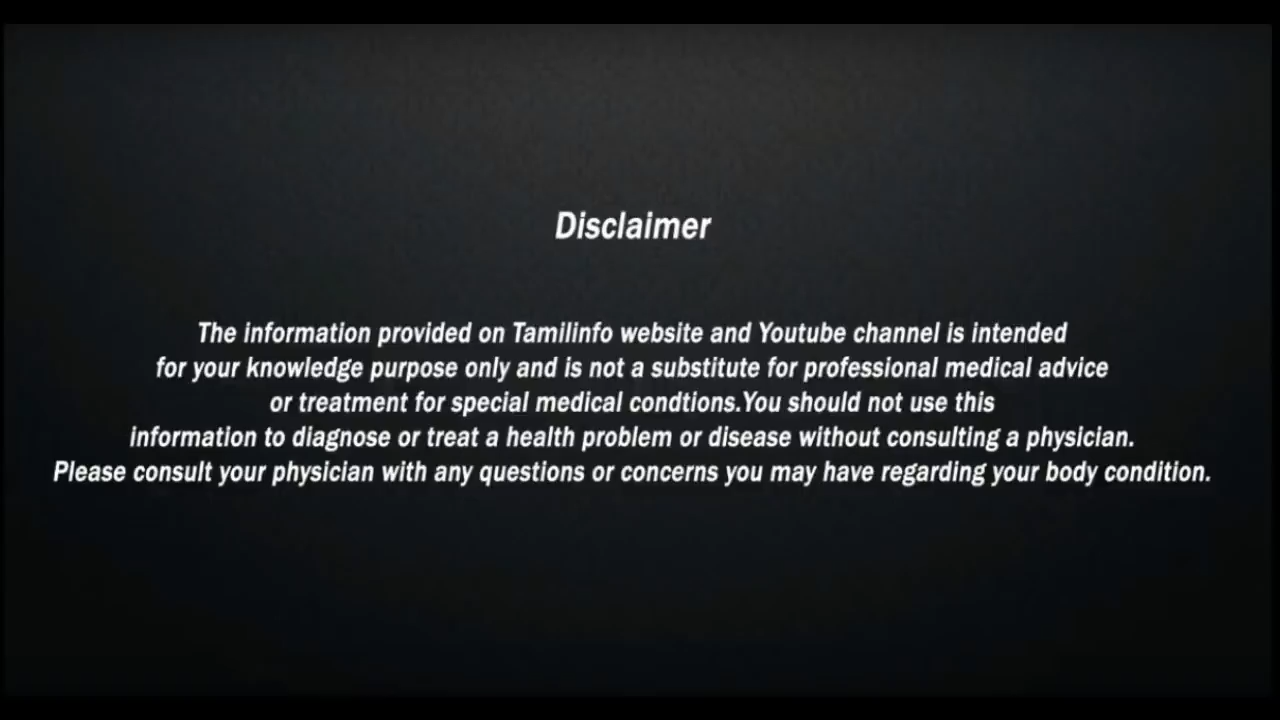 Disclaimer
The information provided on Tamilinfo website and Youtube channel is intended
for your knowledge purpose only and is not a substitute for professional medical advice
or treatment for special medical condtions.You should not use this
information to diagnose or treat a health problem or disease without consulting a physician.
Please consult your physician with any questions or concerns you may have regarding your body condition.